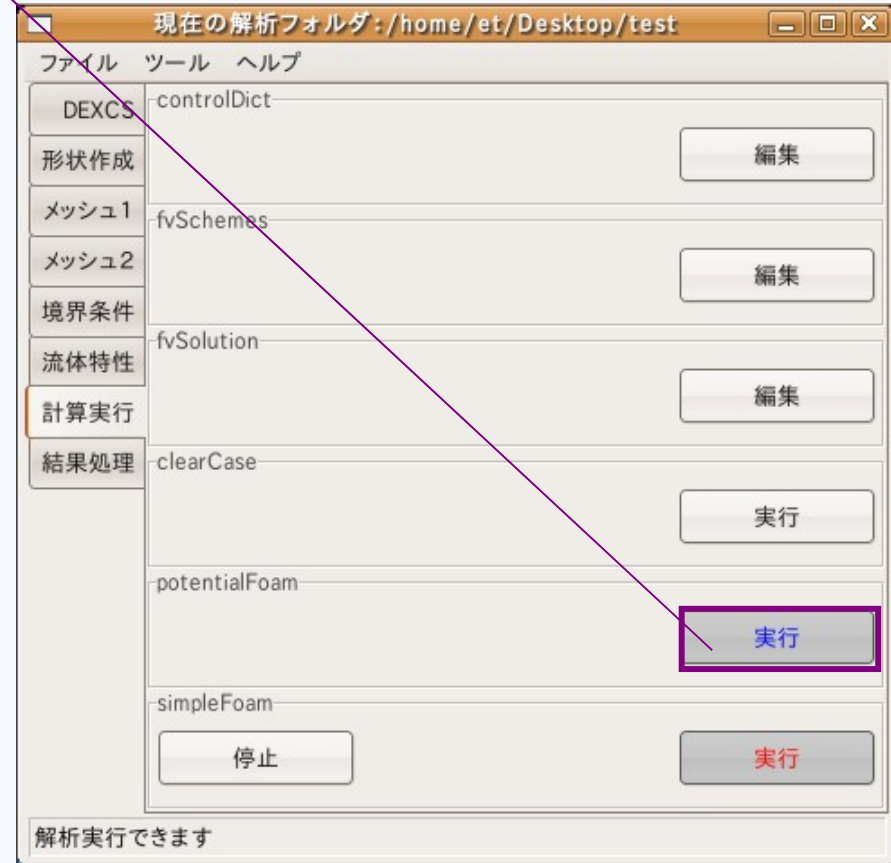 現在の解析フォルダ:/home/et/Desktop/test
ファイル ツール ヘルプ
DEXCS
形状作成
メッシュ1
メッシュ2
境界条件
流体特性
計算実行
結果処理
controlDict
編集
fvSchemes
編集
fvSolution
編集
clearCase
実行
potentialFoam
実行
simpleFoam
停止 実行
解析実行できます